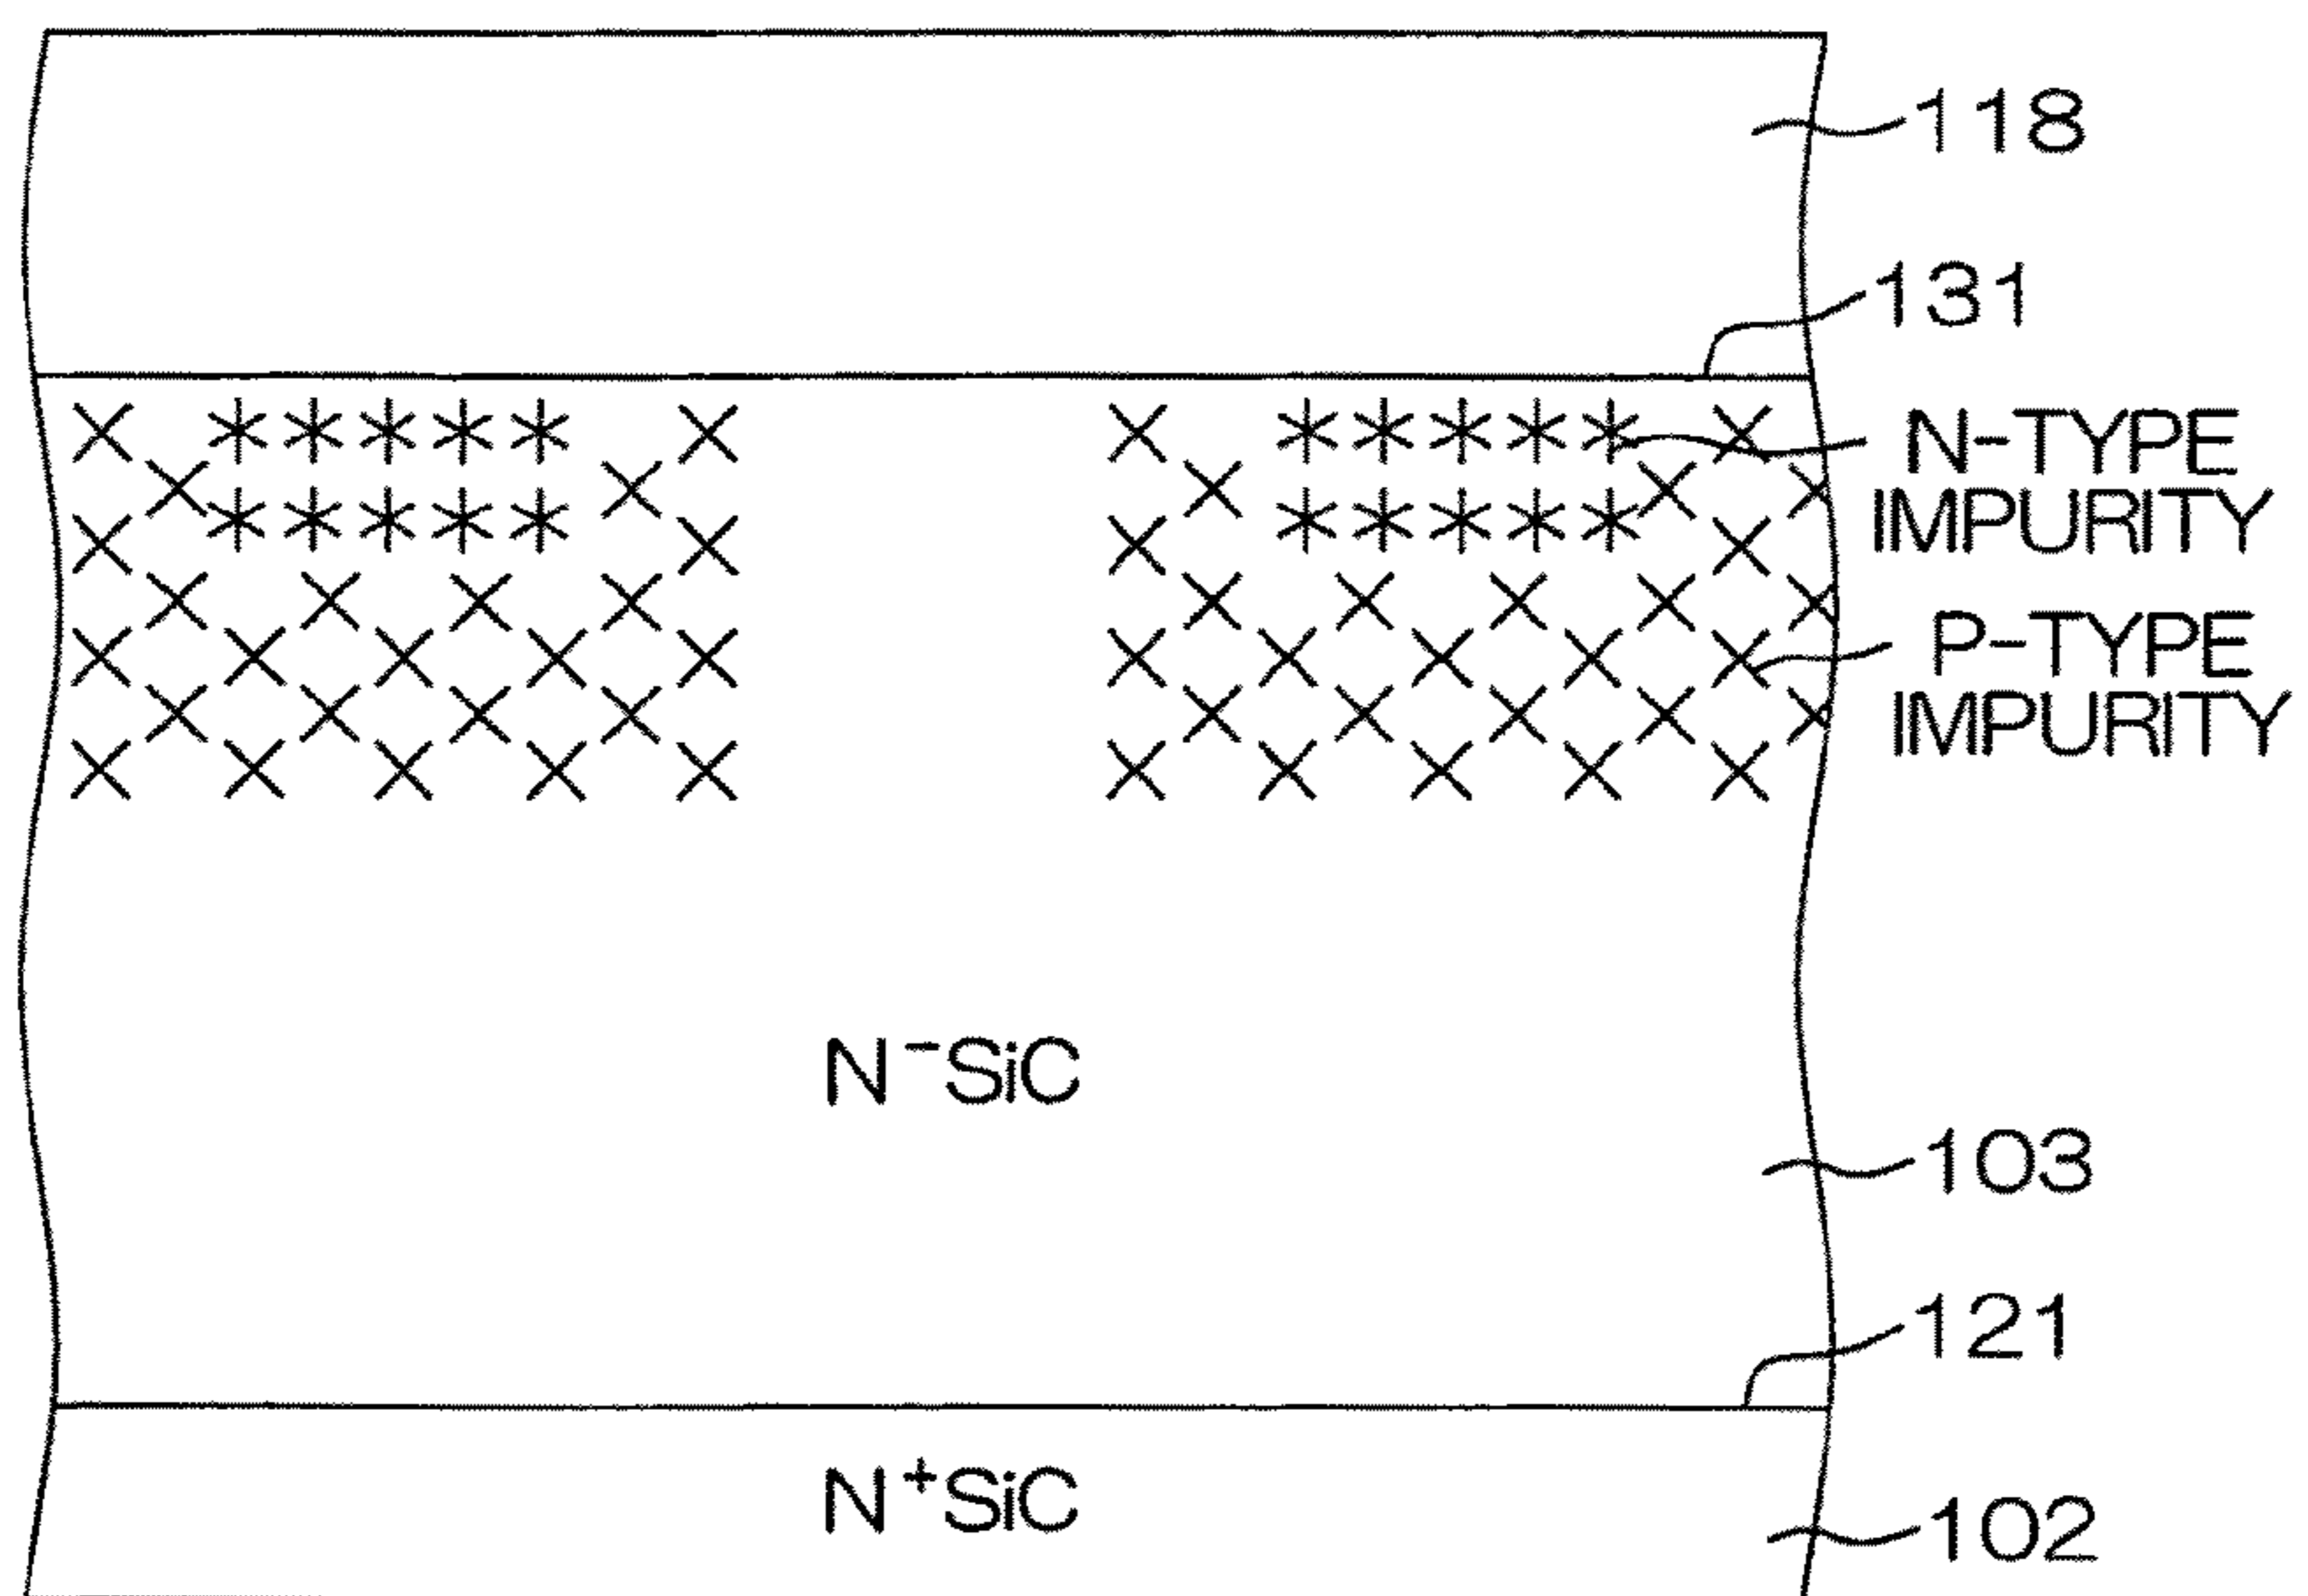 118
131
N-TYPE
IMPURITY
P-TYPE
IMPURITY
N⁻SiC
103
121
N⁺SiC
102